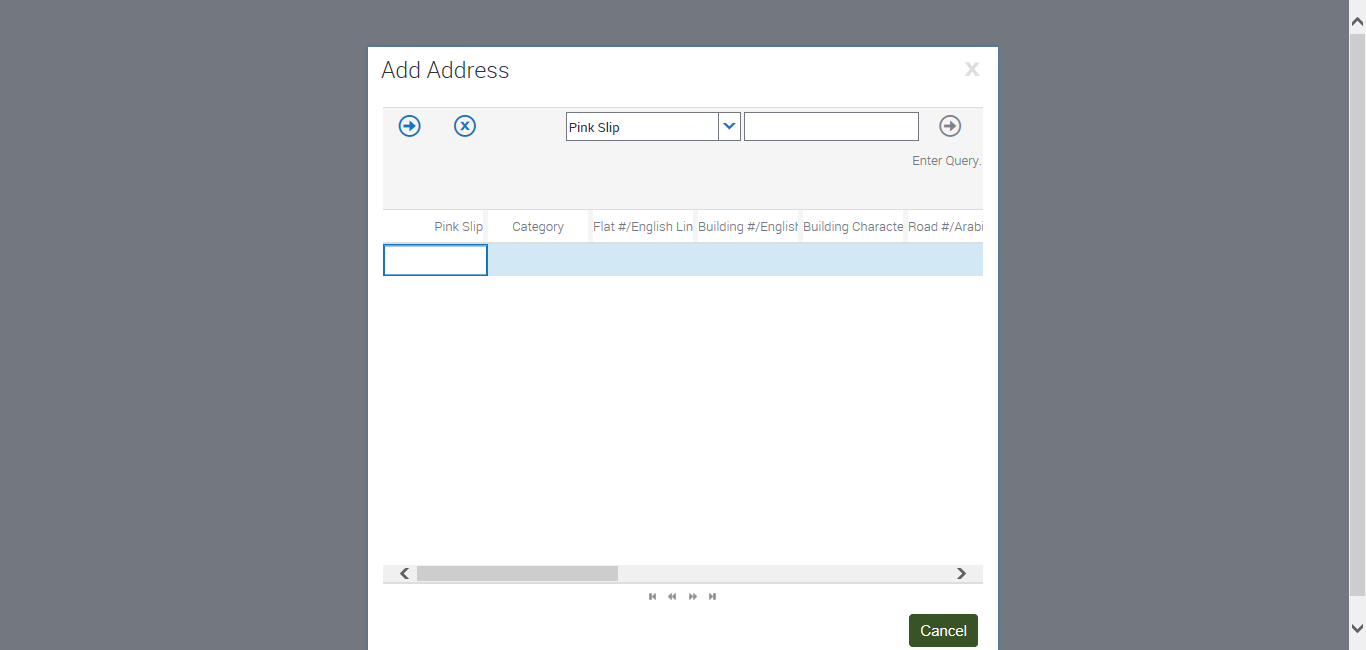 Add Address
X
Pink Slip
Enter Query.
Pink Slip Category Flat #/English Lin Building #/English Building Characte Road #/Arabi
Cancel